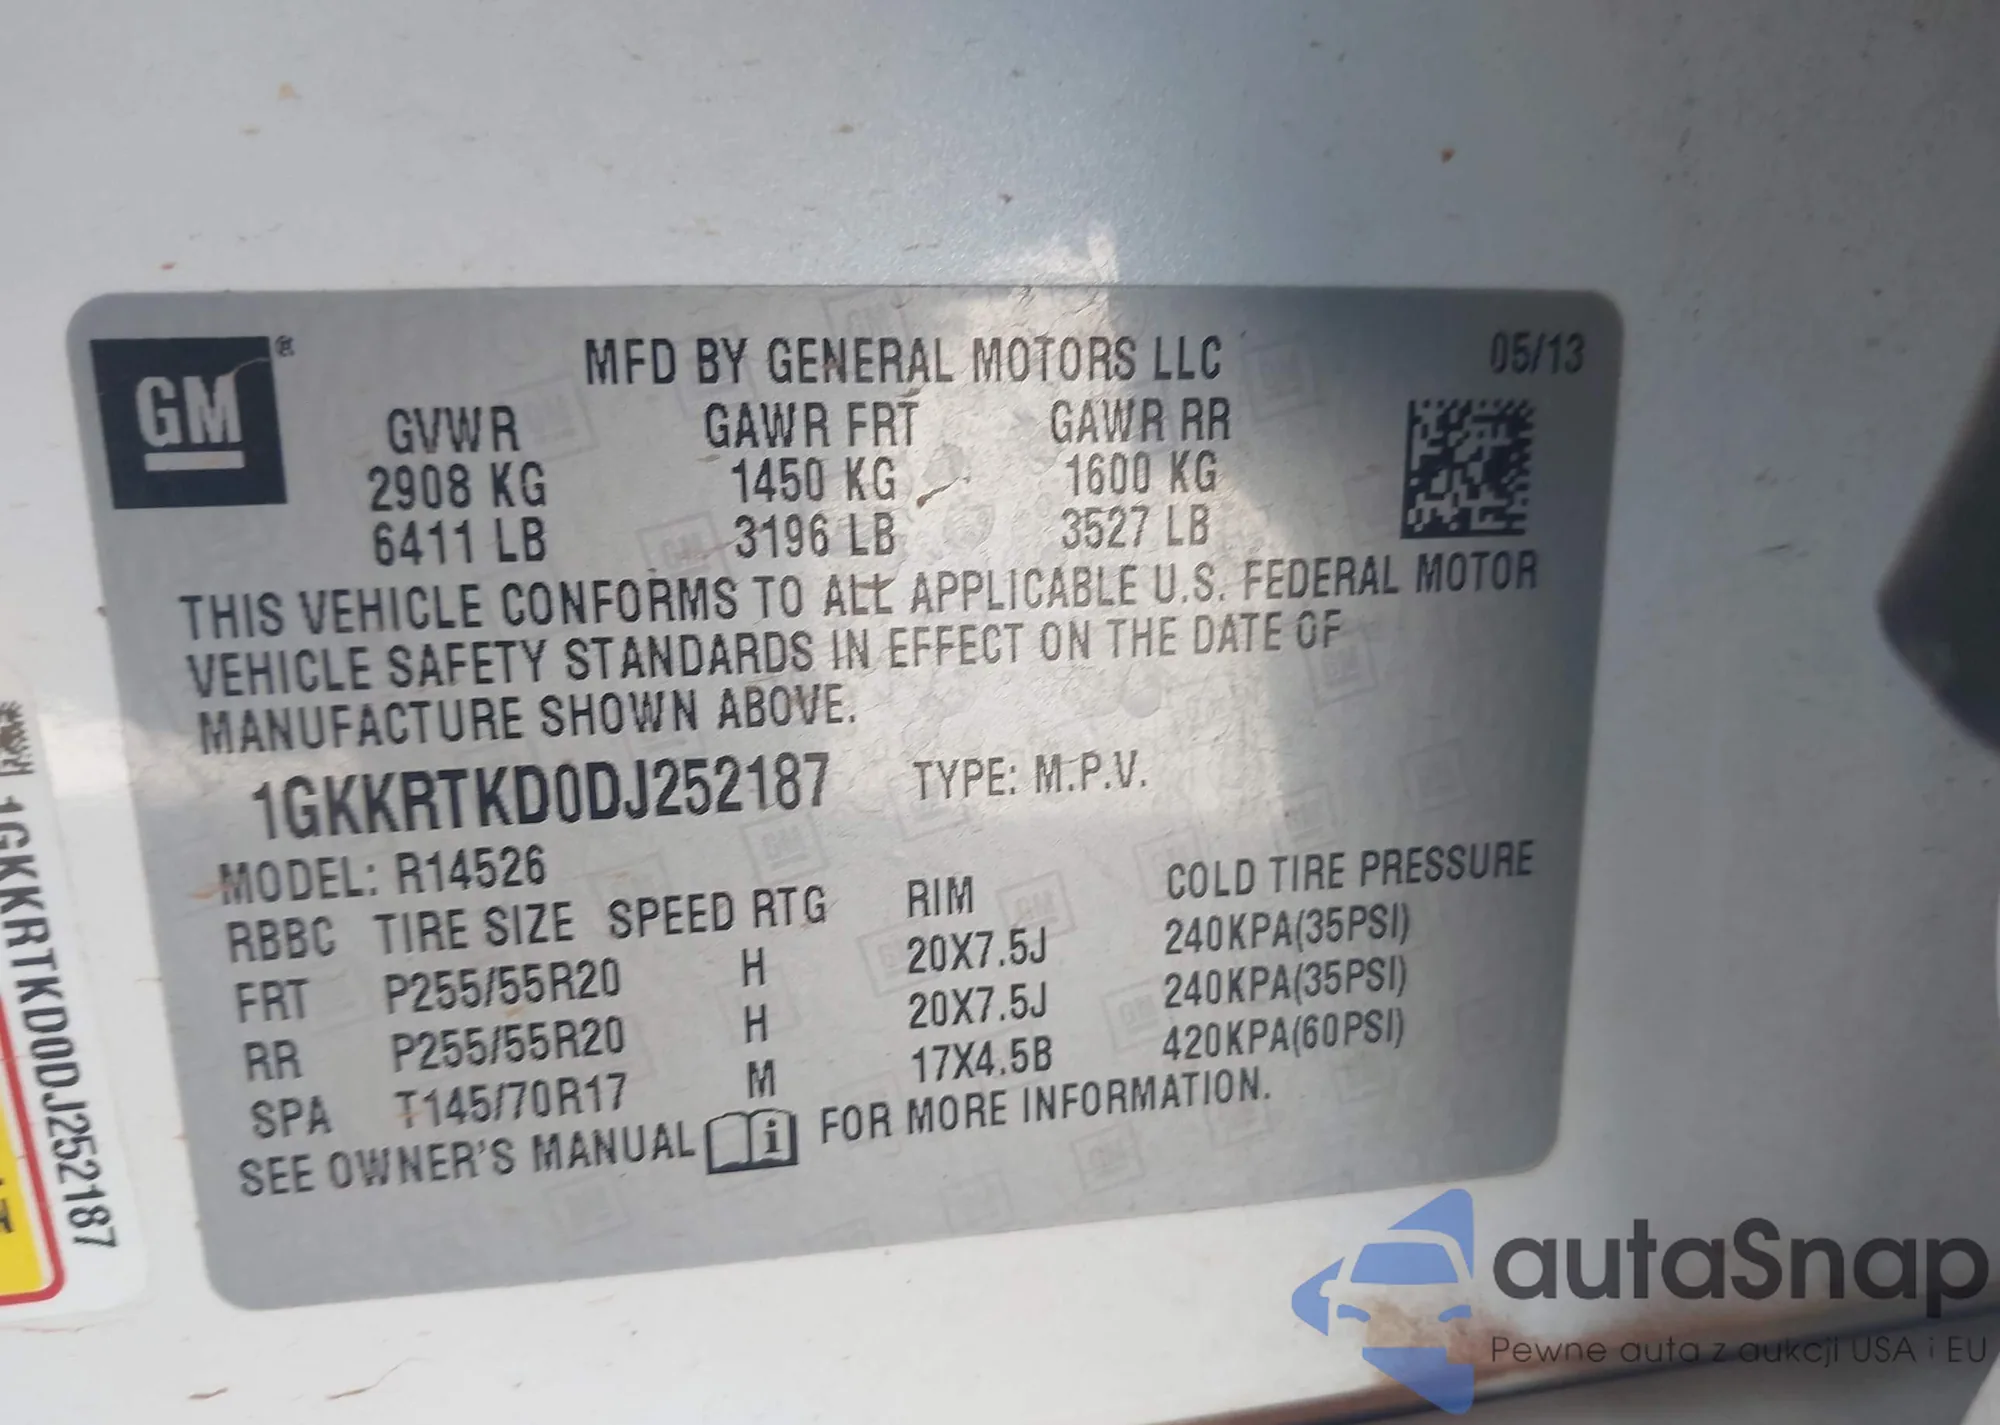 GM®
MFD BY GENERAL MOTORS LLC 05/13
GVWR GAWR FRT GAWR RR
2908 KG 1450 KG 1600 KG
6411 LB 3196 LB 3527 LB
THIS VEHICLE CONFORMS TO ALL APPLICABLE U.S. FEDERAL MOTOR
VEHICLE SAFETY STANDARDS IN EFFECT ON THE DATE OF
MANUFACTURE SHOWN ABOVE.
1GKKRTKD0DJ252187 TYPE: M.P.V.
MODEL: R14526
RBBC TIRE SIZE SPEED RTG RIM COLD TIRE PRESSURE
FRT P255/55R20 H 20X7.5J 240KPA(35PSI)
RR P255/55R20 H 20X7.5J 240KPA(35PSI)
SPA T145/70R17 M 17X4.5B 420KPA(60PSI)
SEE OWNER'S MANUAL i FOR MORE INFORMATION.
1GKKRTKD0DJ252187
autaSnap
Pewne auta z aukcji USA i EU